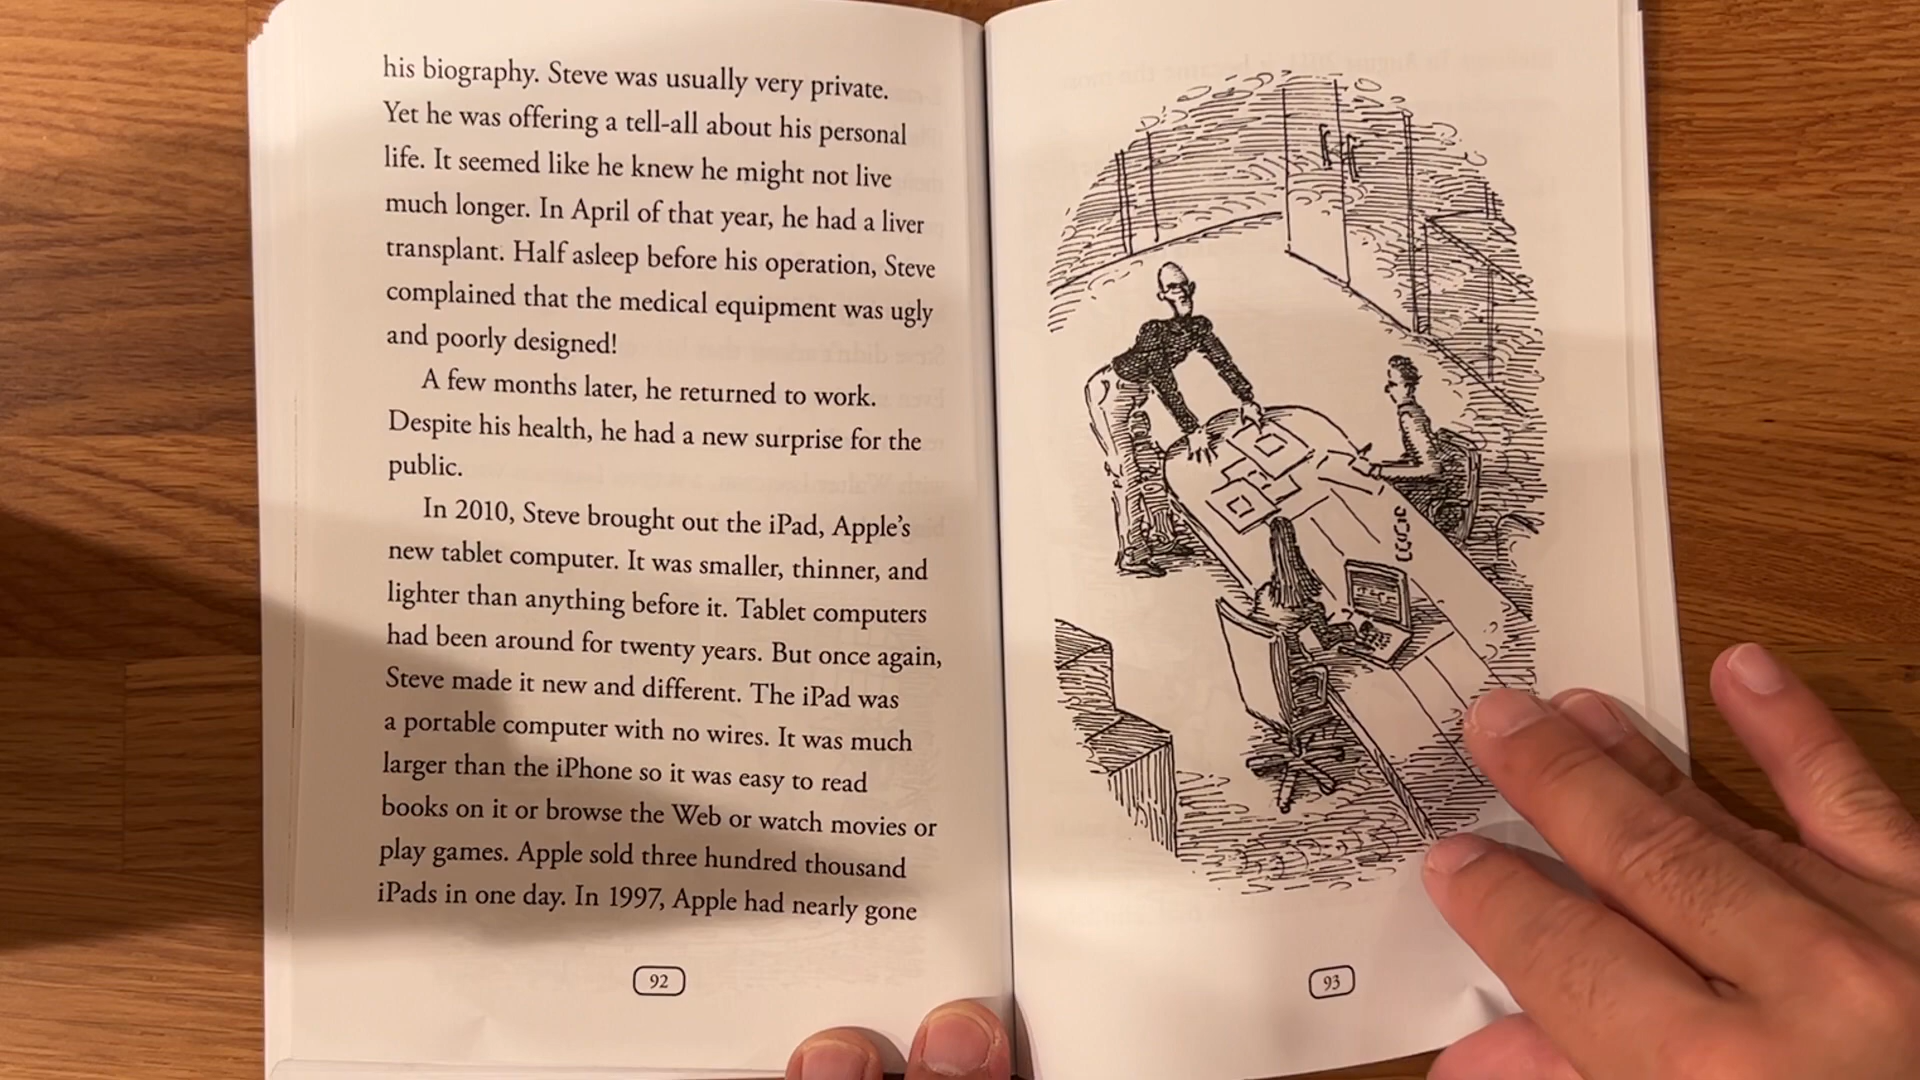 his biography. Steve was usually very private.
Yet he was offering a tell-all about his personal
life. It seemed like he knew he might not live
much longer. In April of that year, he had a liver
transplant. Half asleep before his operation, Steve
complained that the medical equipment was ugly
and poorly designed!
A few months later, he returned to work.
Despite his health, he had a new surprise for the
public.
In 2010, Steve brought out the iPad, Apple’s
new tablet computer. It was smaller, thinner, and
lighter than anything before it. Tablet computers
had been around for twenty years. But once again,
Steve made it new and different. The iPad was
a portable computer with no wires. It was much
larger than the iPhone so it was easy to read
books on it or browse the Web or watch movies or
play games. Apple sold three hundred thousand
iPads in one day. In 1997, Apple had nearly gone
92
93